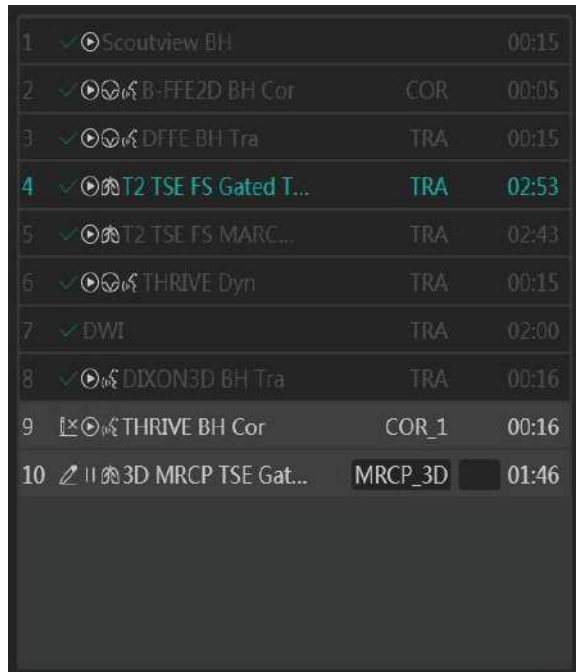 1 Scoutview BH 00:15
2 B-FFE2D BH Cor COR 00:05
3 DFFE BH Tra TRA 00:15
4 T2 TSE FS Gated T... TRA 02:53
5 T2 TSE FS MARC... TRA 02:43
6 THRIVE Dyn TRA 00:15
7 DWI TRA 02:00
8 DIXON3D BH Tra TRA 00:16
9 THRIVE BH Cor COR_1 00:16
10 3D MRCP TSE Gat... MRCP_3D 01:46